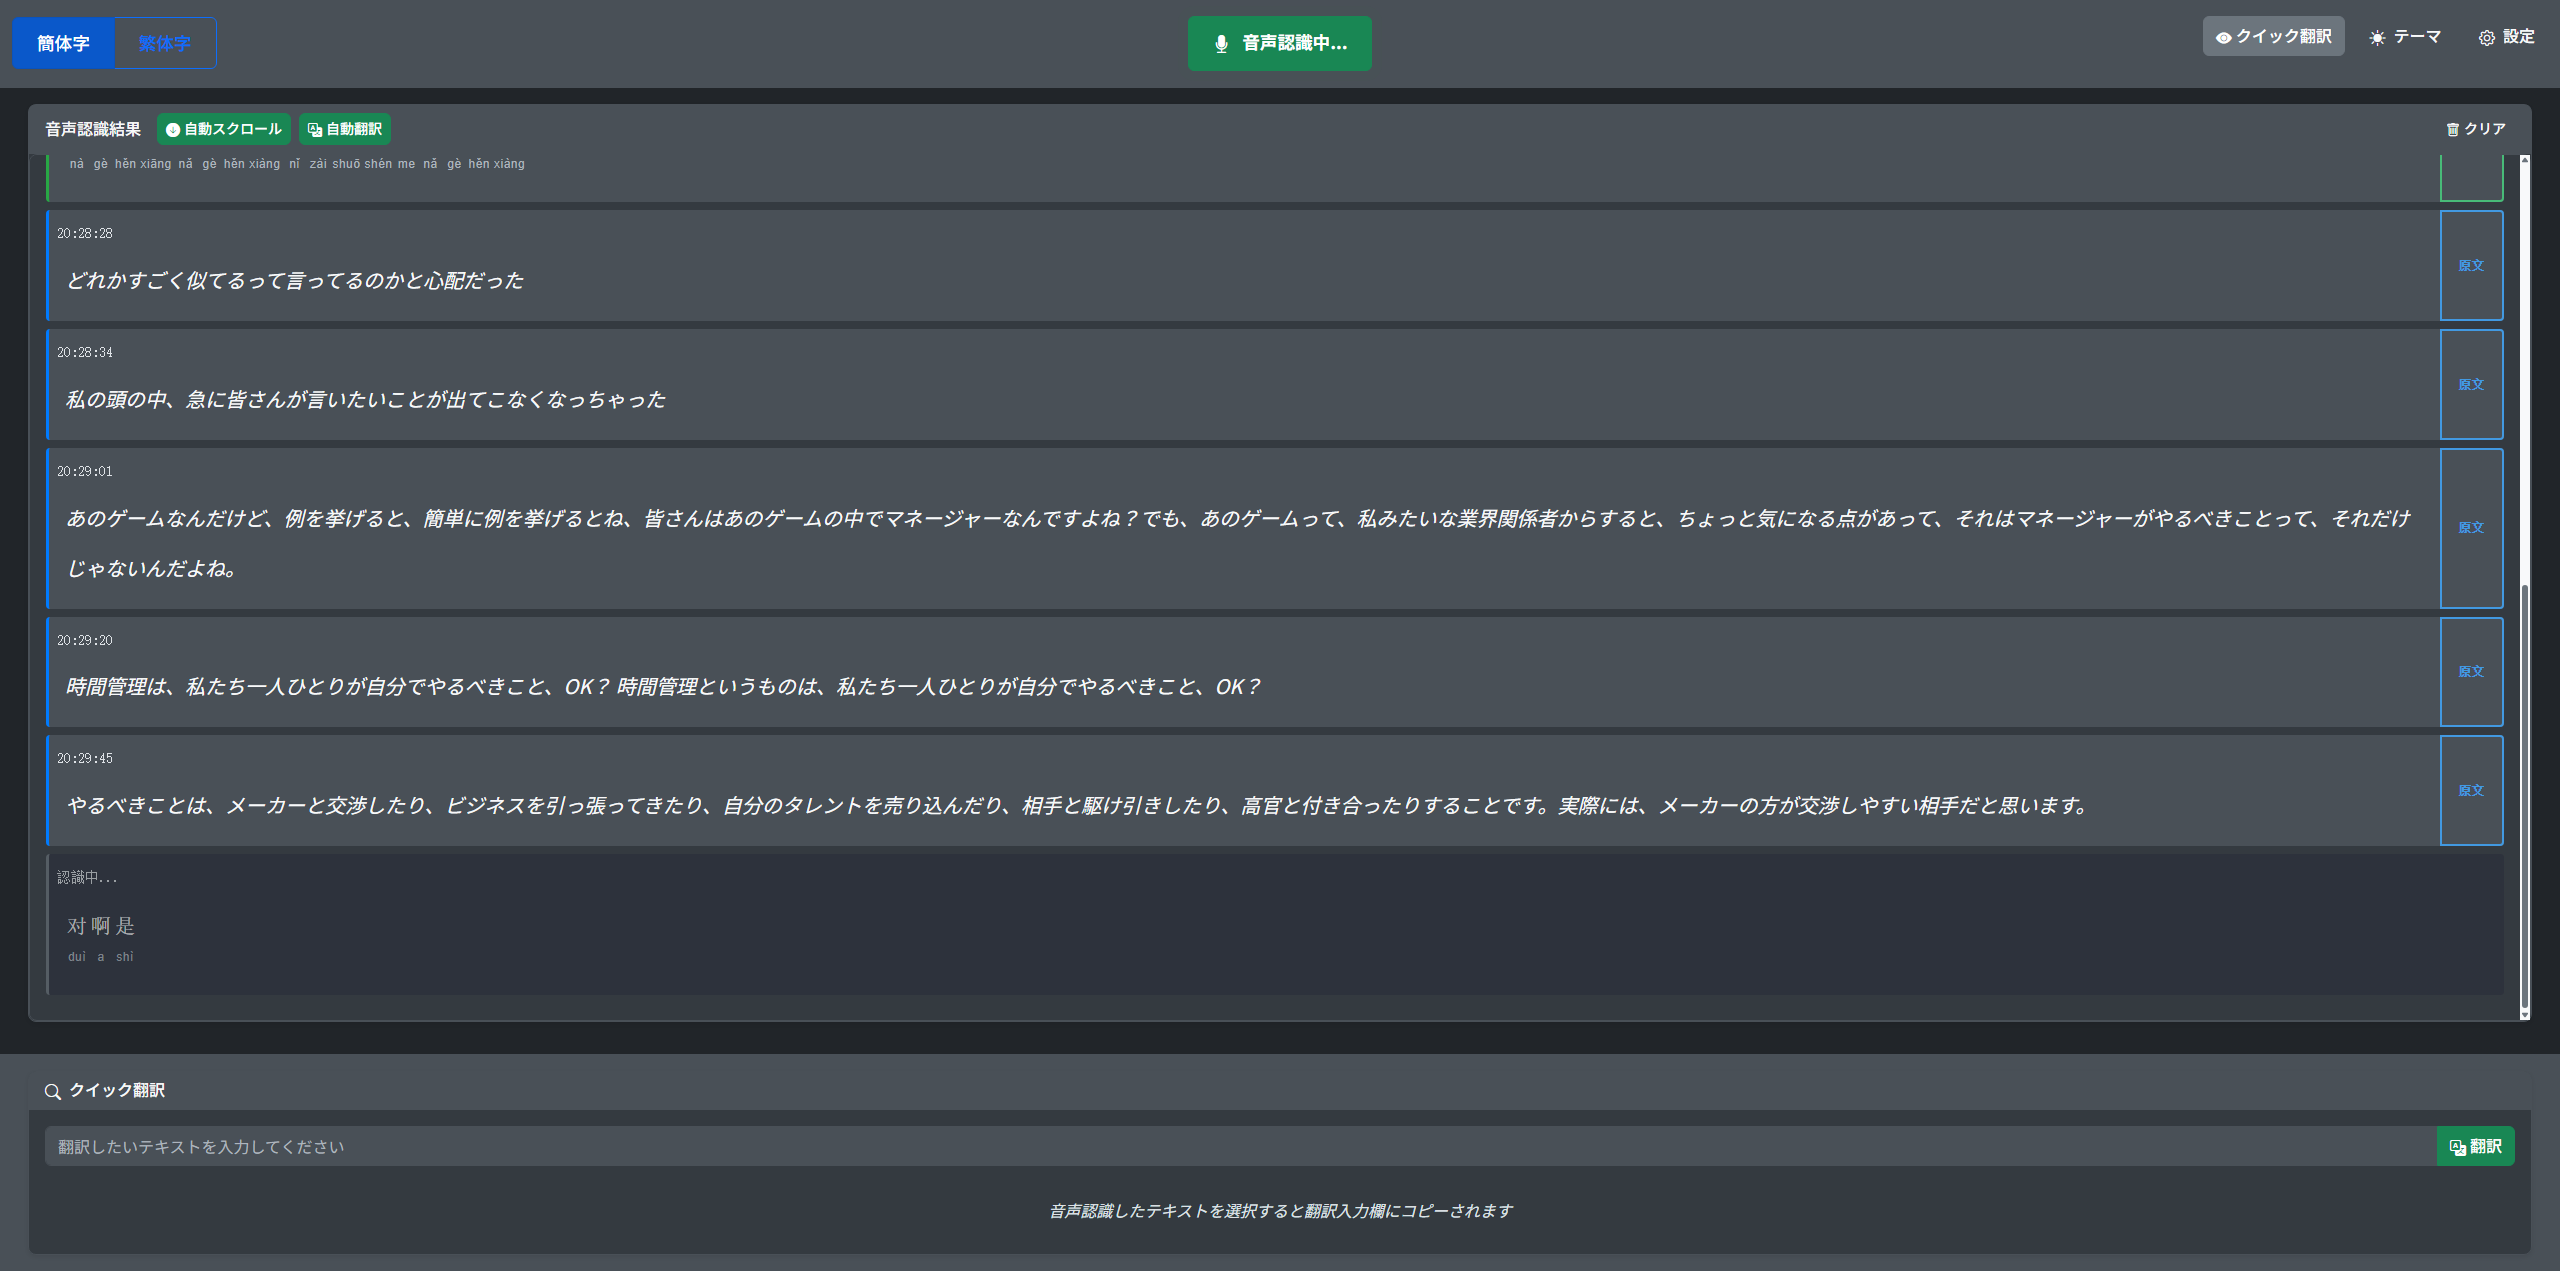 簡体字 繁体字 音声認識中... クイック翻訳 テーマ 設定
音声認識結果 自動スクロール 自動翻訳 クリア
nà gè hěn xiāng nǎ gè hěn xiàng nǐ zài shuō shén me nǎ gè hěn xiàng
20:28:28
どれかすごく似てるって言ってるのかと心配だった
原文
20:28:34
私の頭の中、急に皆さんが言いたいことが出てこなくなっちゃった
原文
20:29:01
あのゲームなんだけど、例を挙げると、簡単に例を挙げるとね、皆さんはあのゲームの中でマネージャーなんですよね？でも、あのゲームって、私みたいな業界関係者からすると、ちょっと気になる点があって、それはマネージャーがやるべきことって、それだけ
じゃないんだよね。
原文
20:29:20
時間管理は、私たち一人ひとりが自分でやるべきこと、OK？ 時間管理というものは、私たち一人ひとりが自分でやるべきこと、OK？
原文
20:29:45
やるべきことは、メーカーと交渉したり、ビジネスを引っ張ってきたり、自分のタレントを売り込んだり、相手と駆け引きしたり、高官と付き合ったりすることです。実際には、メーカーの方が交渉しやすい相手だと思います。
原文
認識中...
对 啊 是
duì a shì
クイック翻訳
翻訳したいテキストを入力してください 翻訳
音声認識したテキストを選択すると翻訳入力欄にコピーされます